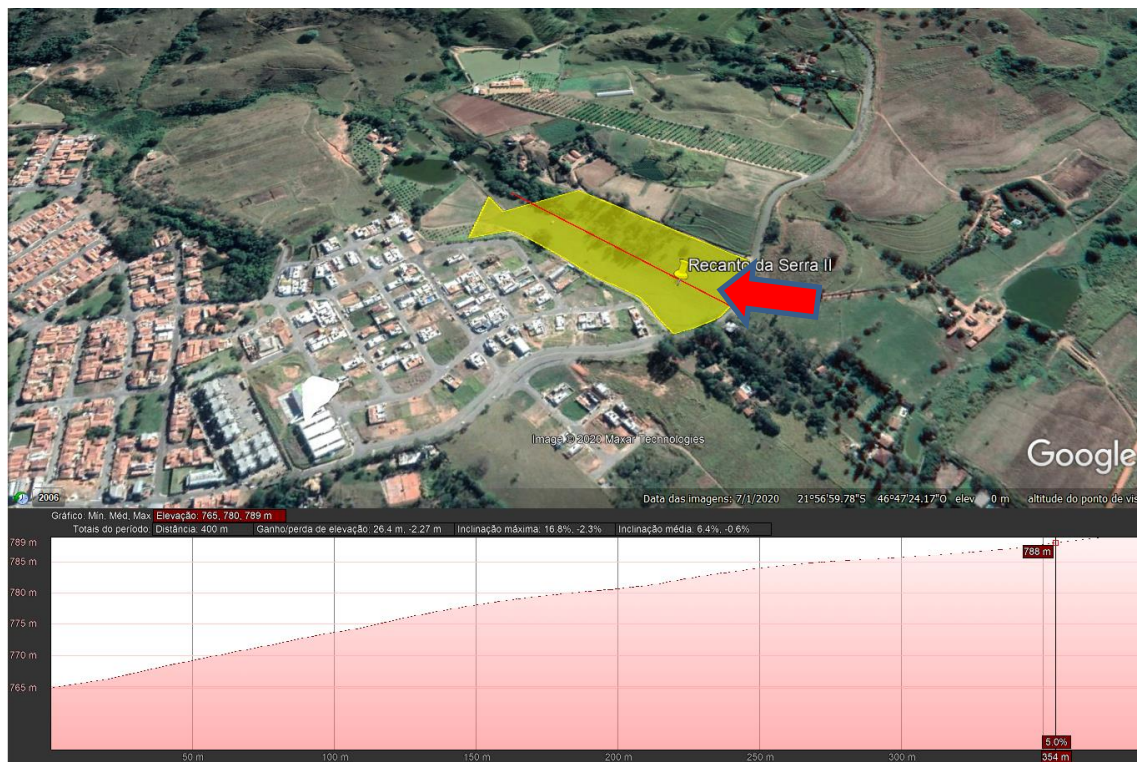 Recanto da Serra II
Image © 2020 Maxar Technologies
Google
2006
Data das imagens: 7/1/2020 21°56'59.78"S 46°47'24.17"O elev 0 m altitude do ponto de vis
Gráfico: Mín, Méd, Máx Elevação: 765, 780, 789 m
Totais do período: Distância: 400 m Ganho/perda de elevação: 26.4 m, -2.27 m Inclinação máxima: 16.8%, -2.3% Inclinação média: 6.4%, -0.6%
789 m
788 m
785 m
780 m
775 m
770 m
765 m
5.0%
50 m 100 m 150 m 200 m 250 m 300 m 354 m